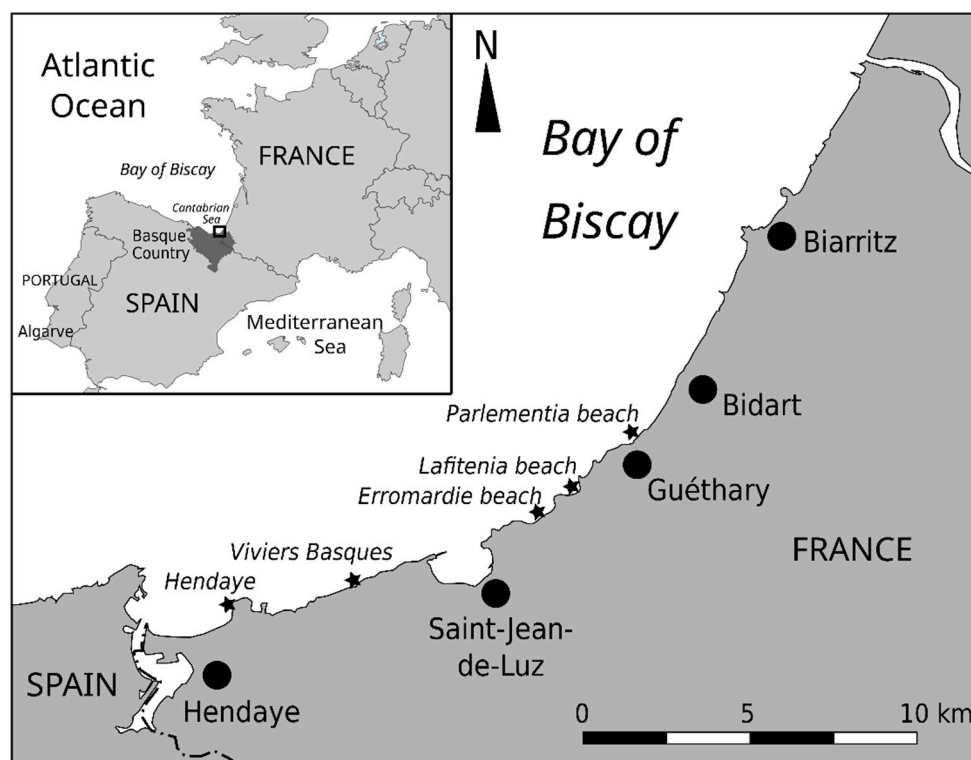 Atlantic
Ocean
FRANCE
Bay of Biscay
Cantabrian
Sea
Basque
Country
PORTUGAL
SPAIN
Algarve
Mediterranean
Sea
N
Bay of
Biscay
Biarritz
Bidart
Parlementia beach
Guéthary
Lafitenia beach
Erromardie beach
FRANCE
Viviers Basques
Hendaye
Saint-Jean-
de-Luz
SPAIN
Hendaye
0 5 10 km